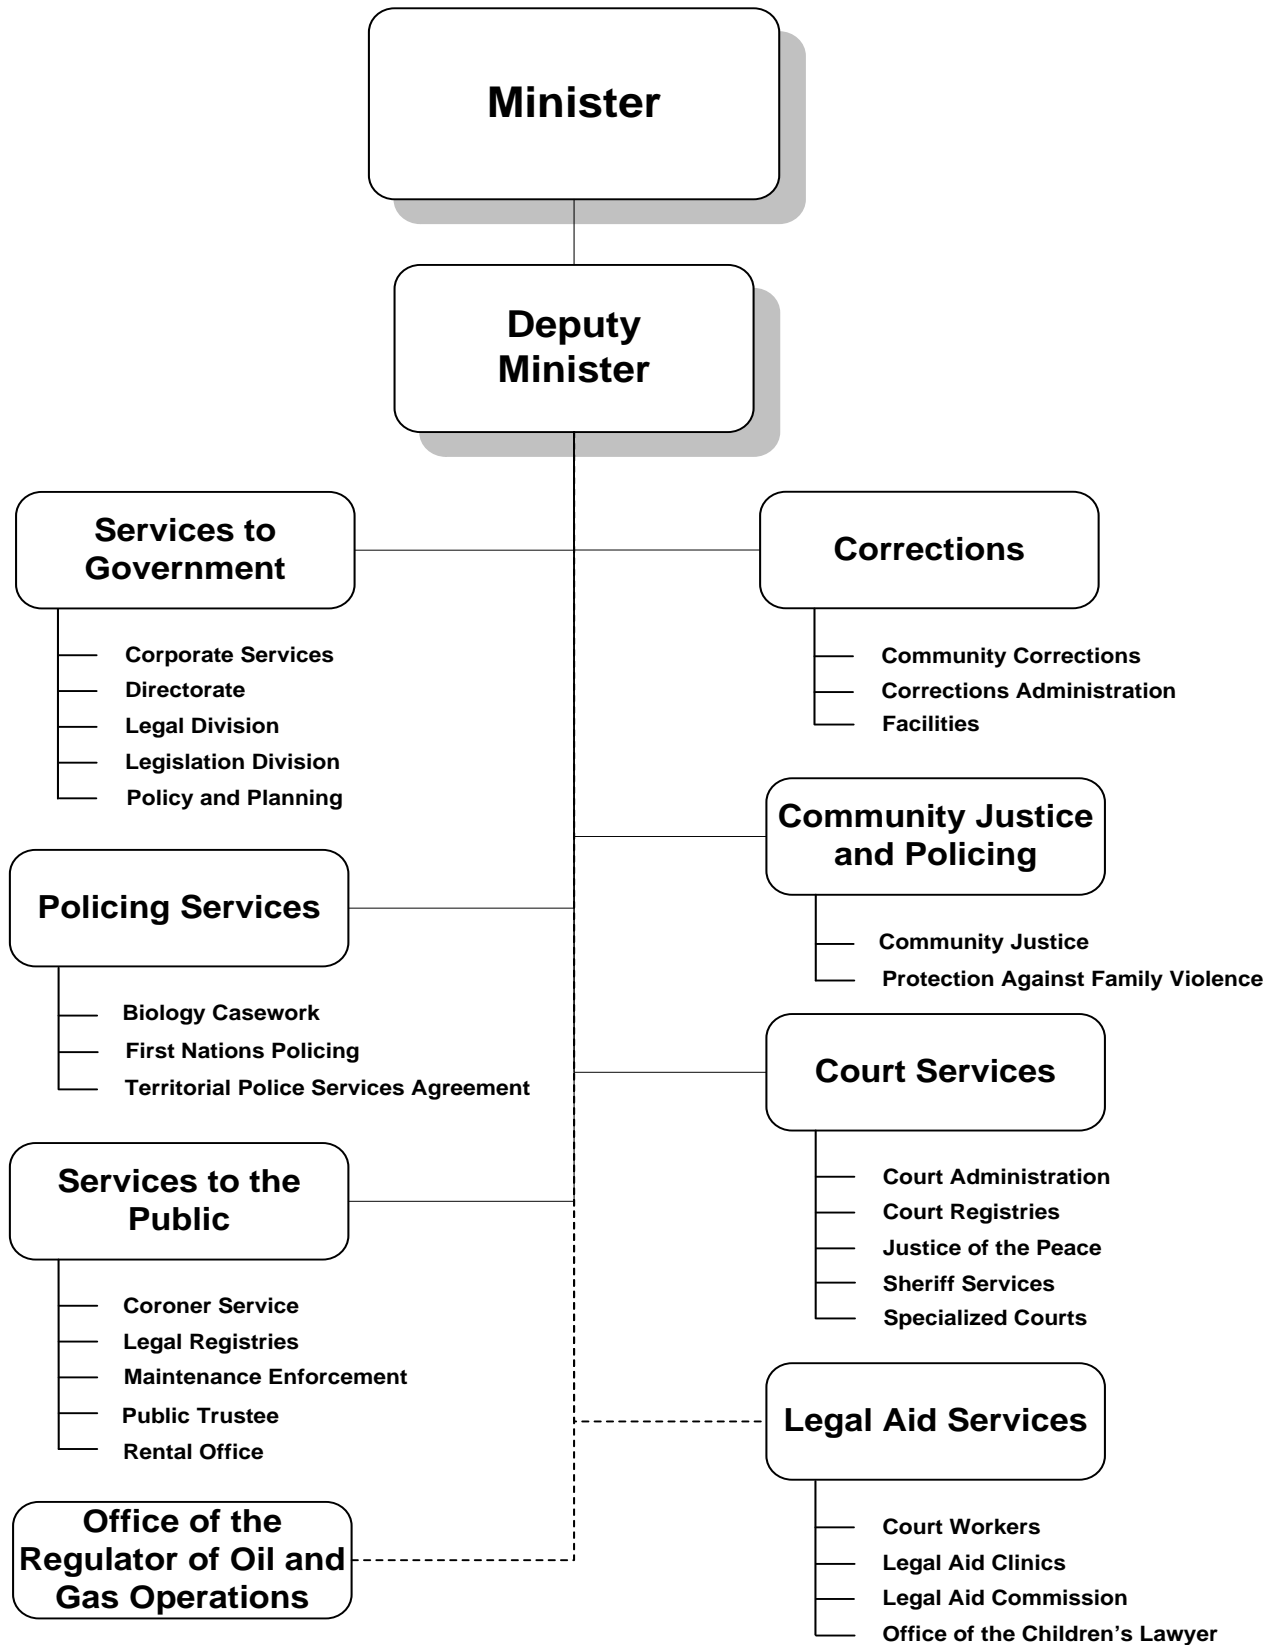 Minister
Deputy
Minister
Services to
Government
Corporate Services
Directorate
Legal Division
Legislation Division
Policy and Planning
Corrections
Community Corrections
Corrections Administration
Facilities
Policing Services
Biology Casework
First Nations Policing
Territorial Police Services Agreement
Community Justice
and Policing
Community Justice
Protection Against Family Violence
Services to the
Public
Coroner Service
Legal Registries
Maintenance Enforcement
Public Trustee
Rental Office
Court Services
Court Administration
Court Registries
Justice of the Peace
Sheriff Services
Specialized Courts
Office of the
Regulator of Oil and
Gas Operations
Legal Aid Services
Court Workers
Legal Aid Clinics
Legal Aid Commission
Office of the Children's Lawyer